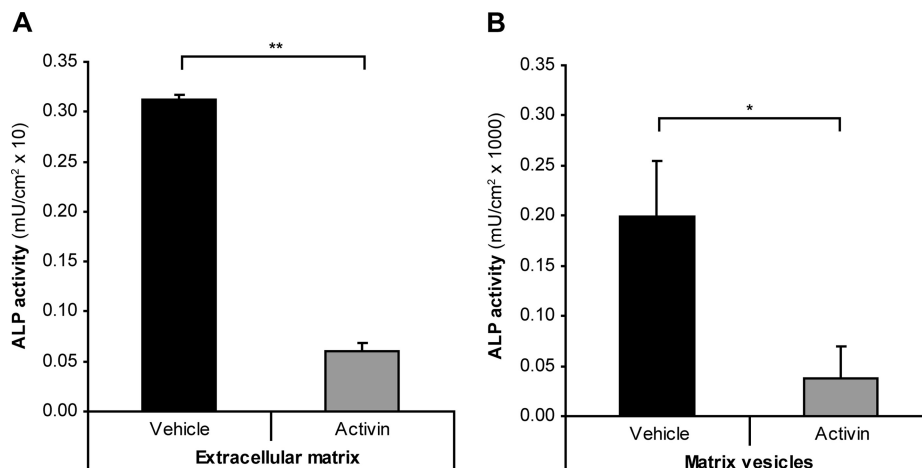 A
**
ALP activity (mU/cm² x 10)
0.35
0.30
0.25
0.20
0.15
0.10
0.05
0.00
Vehicle
Activin
Extracellular matrix
B
*
ALP activity (mU/cm² x 1000)
0.35
0.30
0.25
0.20
0.15
0.10
0.05
0.00
Vehicle
Activin
Matrix vesicles